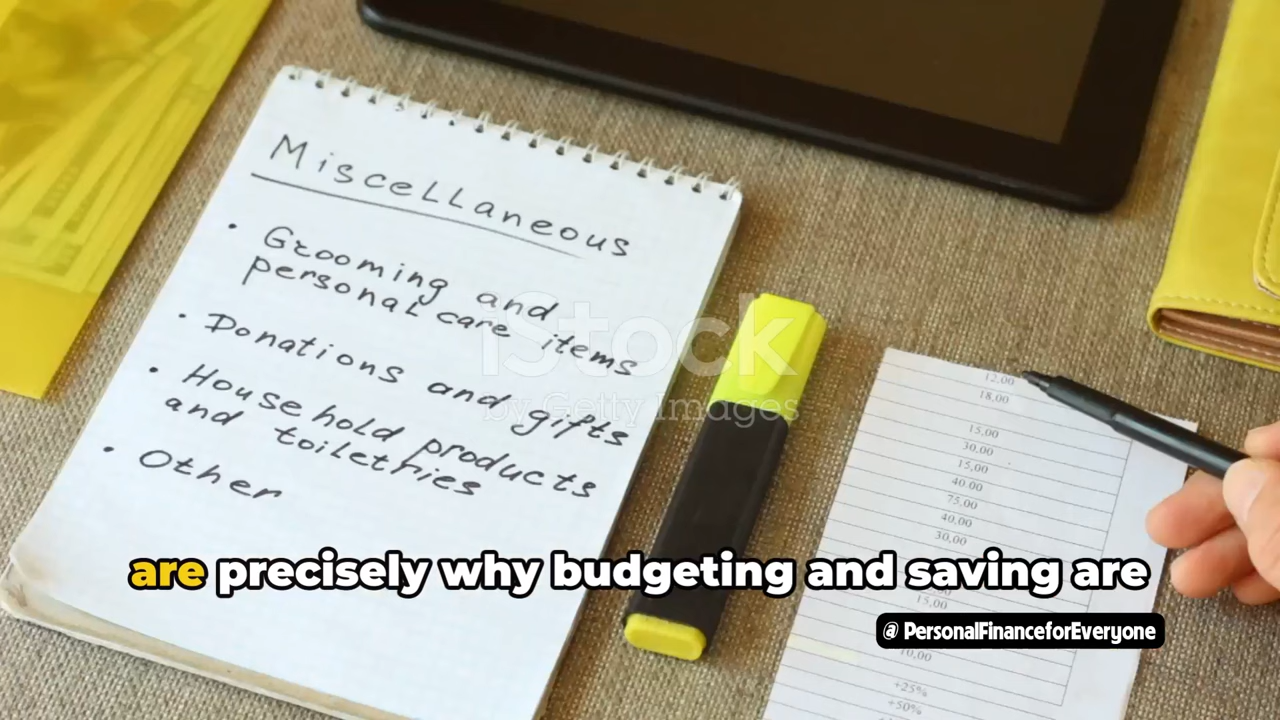 Miscellaneous
• Grooming and
personal care items
• Donations and gifts
• Household products
and toiletries
• Other
iStock
by Getty Images
12,00
18,00
15,00
30,00
15,00
40,00
75,00
40,00
30,00
15,00
10,00
+25%
+50%
are precisely why budgeting and saving are
@ PersonalFinanceforEveryone